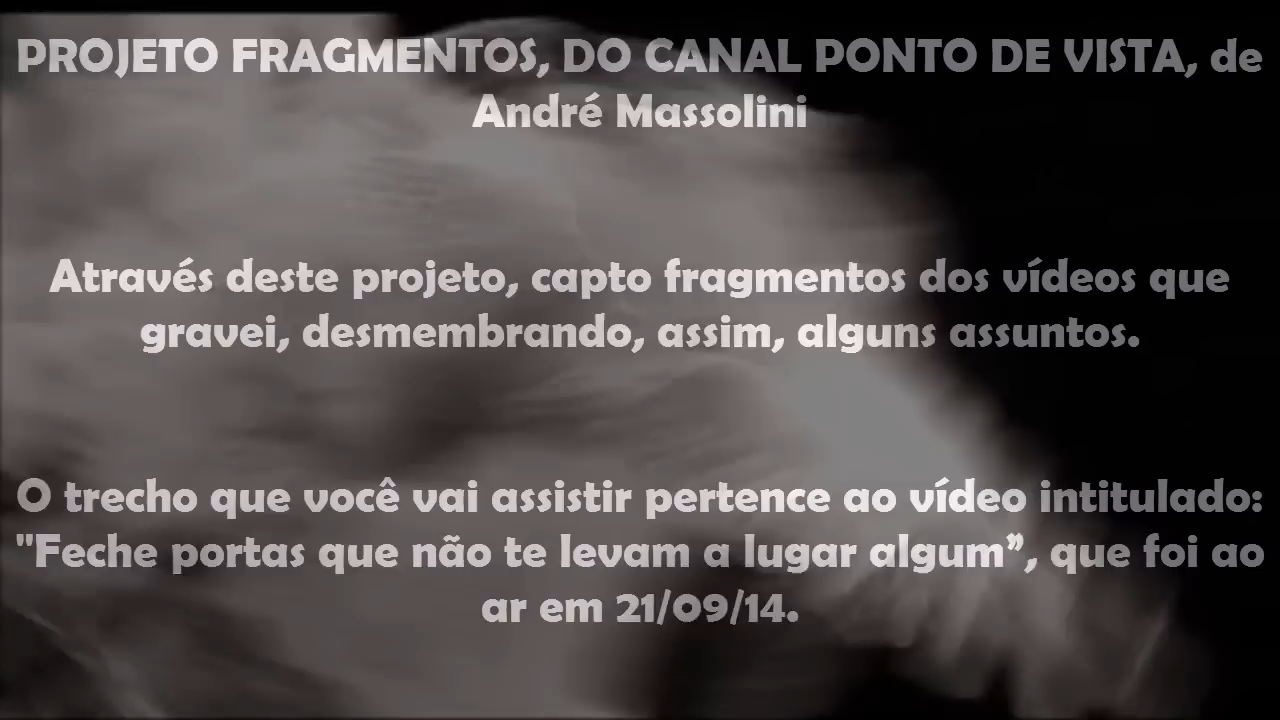 PROJETO FRAGMENTOS, DO CANAL PONTO DE VISTA, de
André Massolini
Através deste projeto, capto fragmentos dos vídeos que
gravei, desmembrando, assim, alguns assuntos.
O trecho que você vai assistir pertence ao vídeo intitulado:
"Feche portas que não te levam a lugar algum”, que foi ao
ar em 21/09/14.